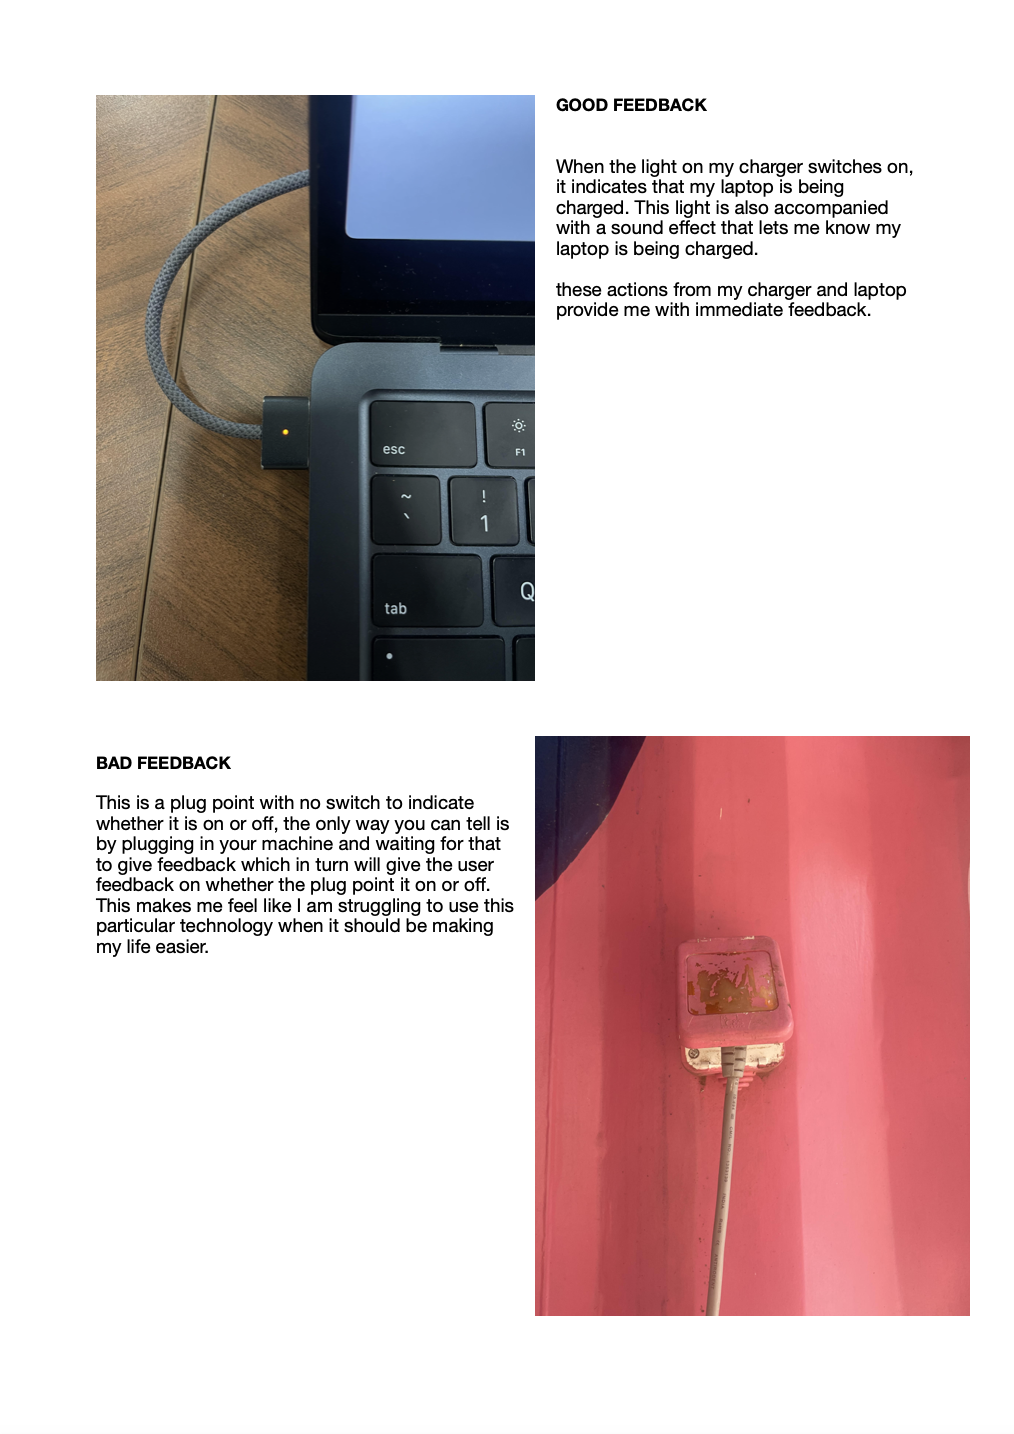 GOOD FEEDBACK
When the light on my charger switches on,
it indicates that my laptop is being
charged. This light is also accompanied
with a sound effect that lets me know my
laptop is being charged.
these actions from my charger and laptop
provide me with immediate feedback.
esc
F1
~
`
!
1
tab
Q
BAD FEEDBACK
This is a plug point with no switch to indicate
whether it is on or off, the only way you can tell is
by plugging in your machine and waiting for that
to give feedback which in turn will give the user
feedback on whether the plug point it on or off.
This makes me feel like I am struggling to use this
particular technology when it should be making
my life easier.